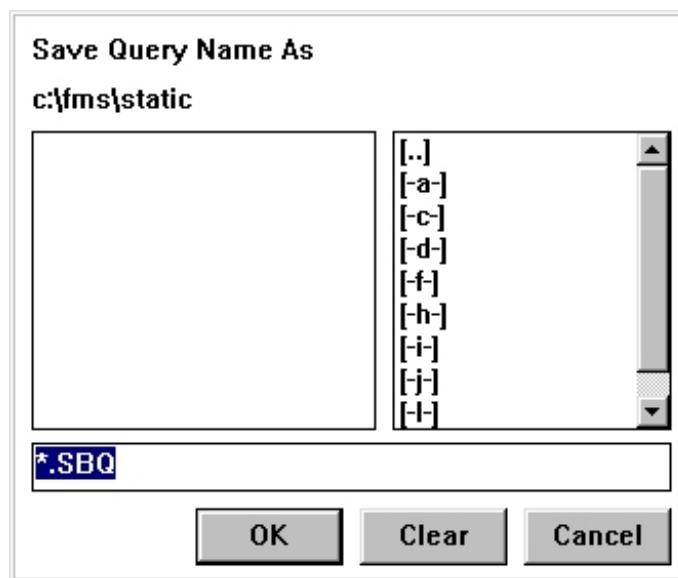 Save Query Name As
c:\fms\static
[..]
[-a-]
[-c-]
[-d-]
[-f-]
[-h-]
[-i-]
[-j-]
[-l-]
*.SBQ
OK Clear Cancel